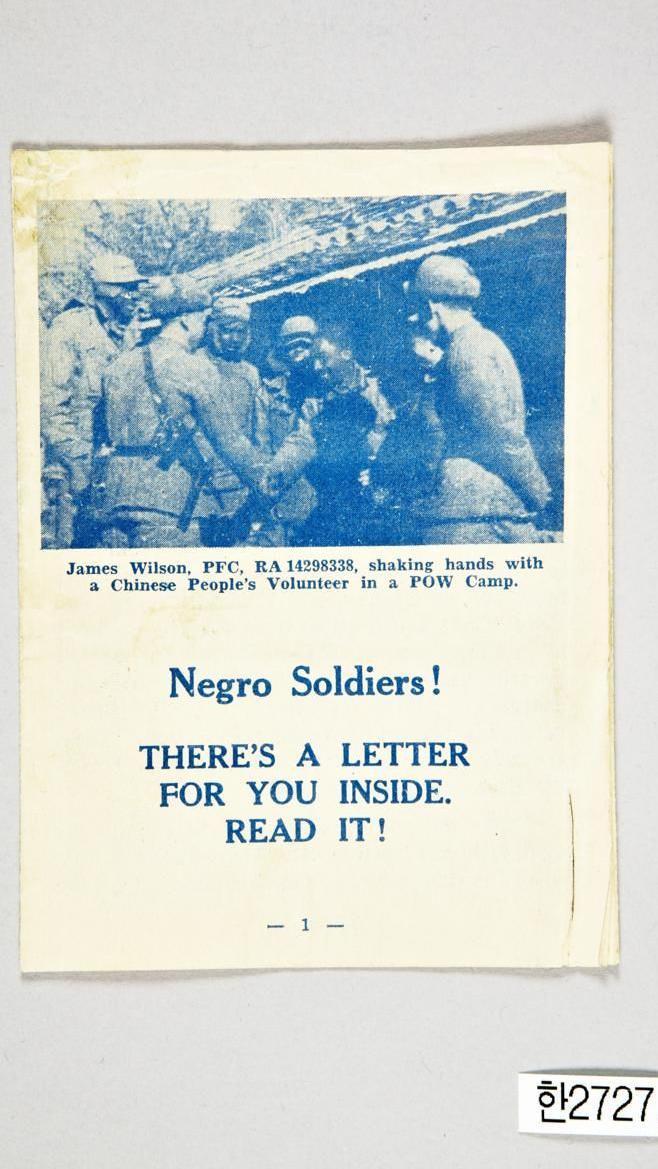 James Wilson, PFC, RA 14298338, shaking hands with
a Chinese People's Volunteer in a POW Camp.
Negro Soldiers!
THERE'S A LETTER
FOR YOU INSIDE.
READ IT!
— 1 —
한2727